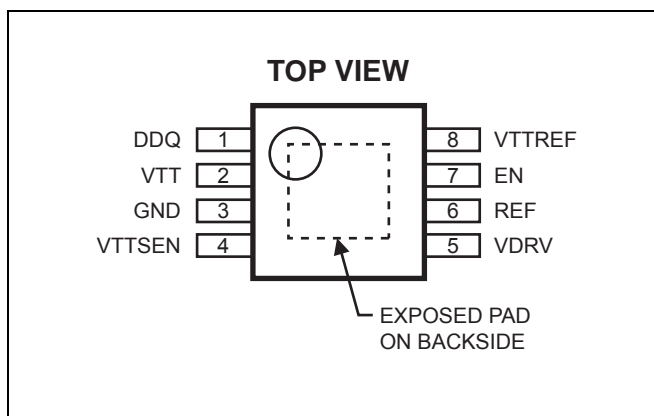 TOP VIEW
DDQ 1 8 VTTREF
VTT 2 7 EN
GND 3 6 REF
VTTSEN 4 5 VDRV
EXPOSED PAD
ON BACKSIDE